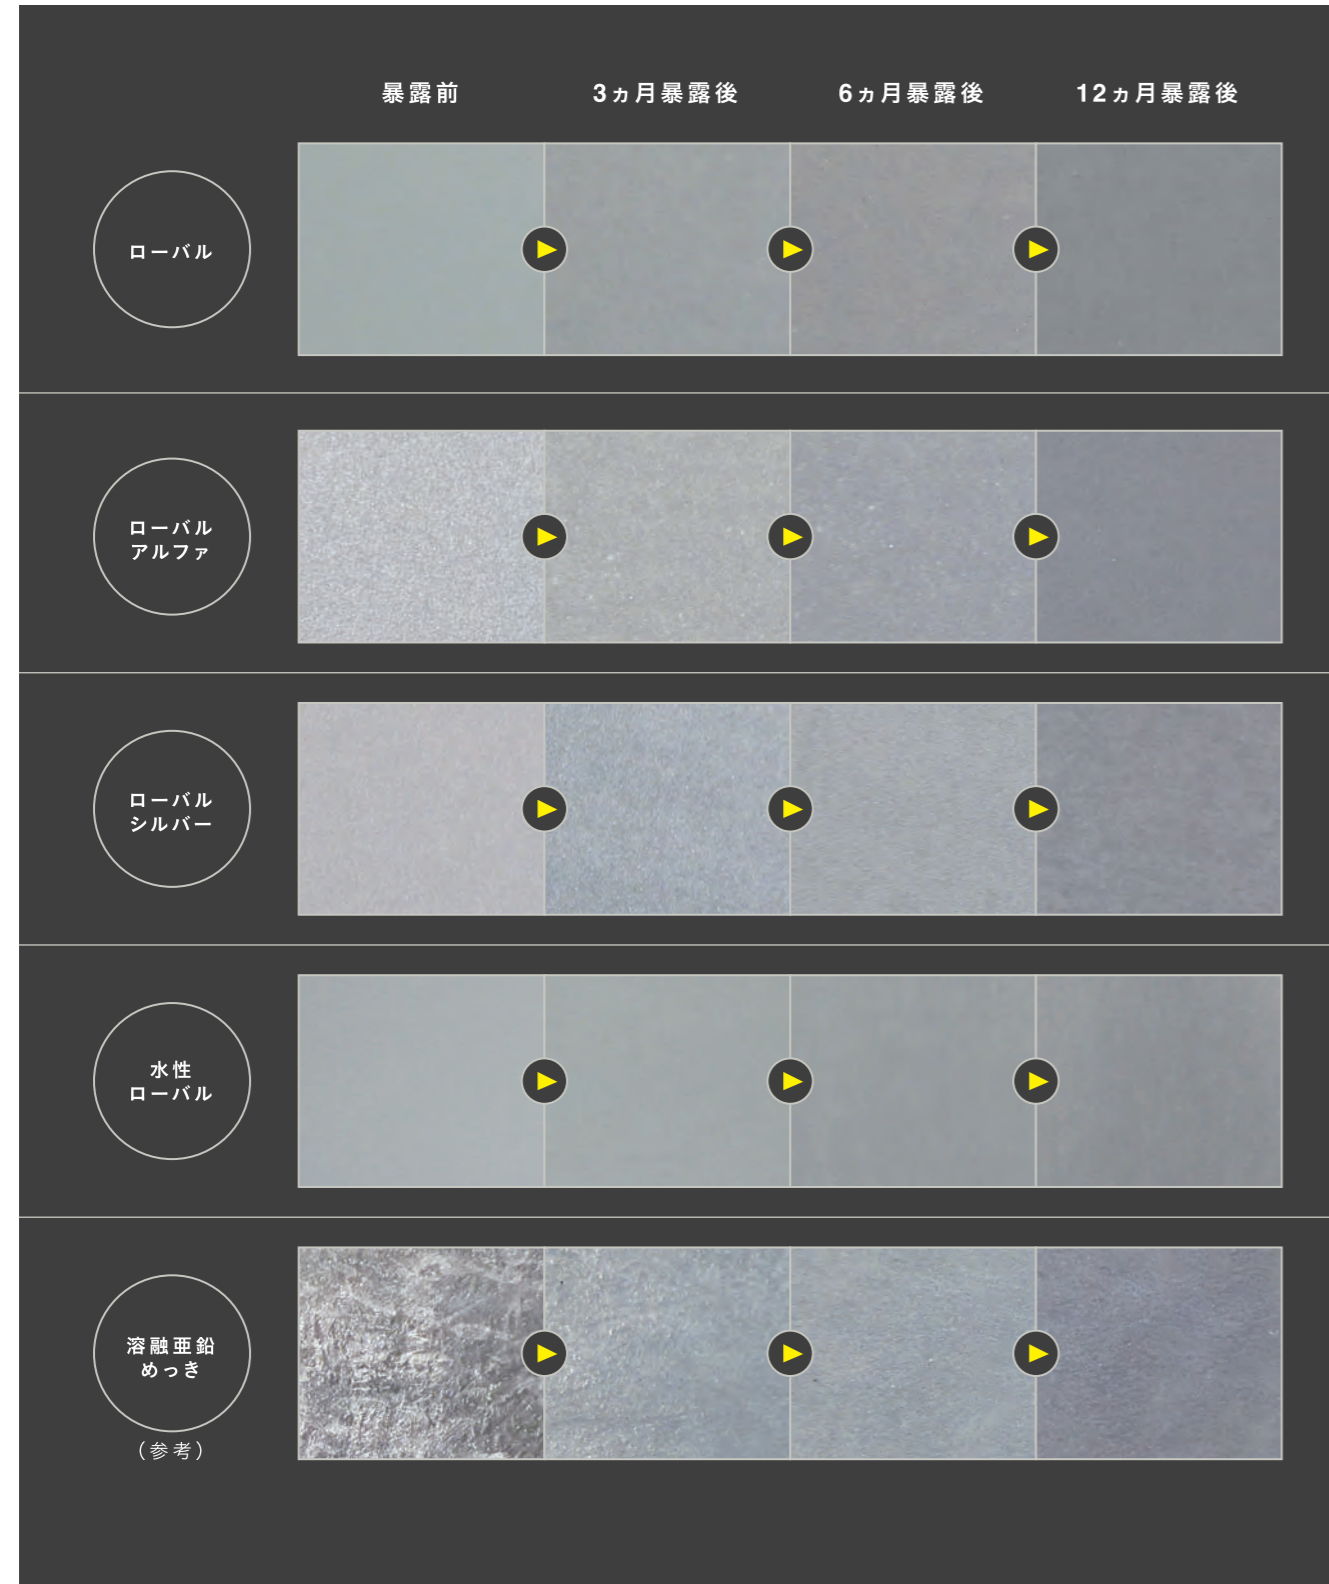 暴露前
3ヵ月暴露後
6ヵ月暴露後
12ヵ月暴露後
ローバル
ローバル
アルファ
ローバル
シルバー
水性
ローバル
溶融亜鉛
めっき
（参考）